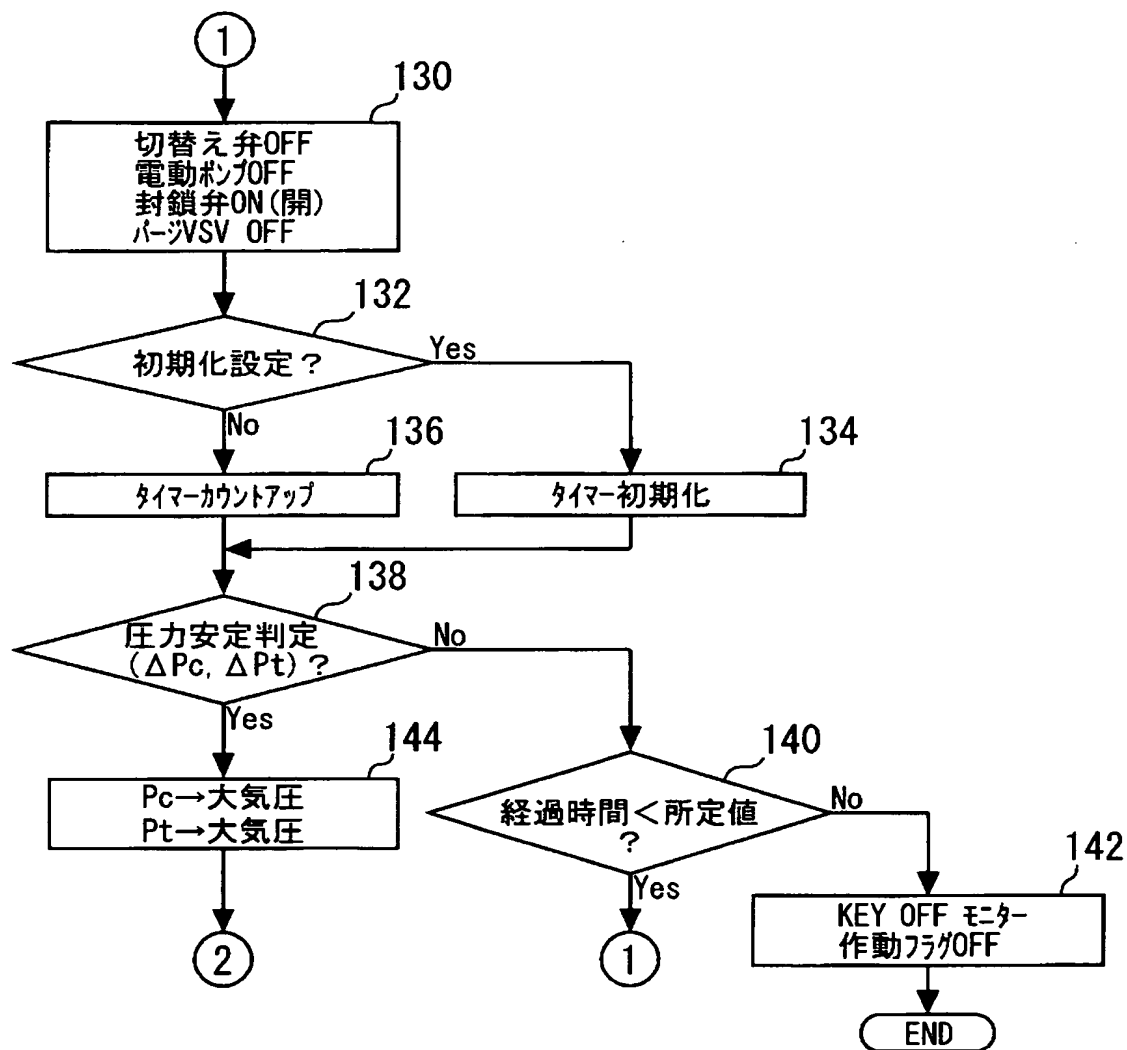 1
130
切替え弁OFF
電動ポンプOFF
封鎖弁ON(開)
パージVSV OFF
132
初期化設定?
Yes
No
136
134
タイマーカウントアップ
タイマー初期化
138
圧力安定判定
(ΔPc, ΔPt)?
No
Yes
144
140
Pc→大気圧
Pt→大気圧
経過時間<所定値
?
No
Yes
142
KEY OFF モニター
作動フラグOFF
2
1
END